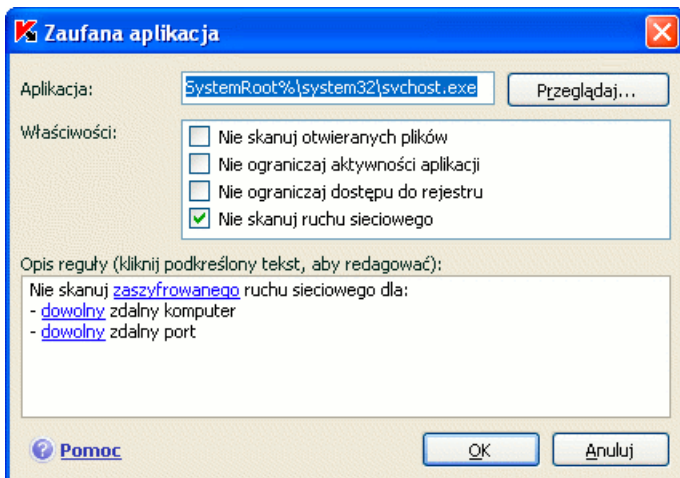 Zaufana aplikacja
Aplikacja: SystemRoot%\system32\svchost.exe Przeglądaj...
Właściwości:
Nie skanuj otwieranych plików
Nie ograniczaj aktywności aplikacji
Nie ograniczaj dostępu do rejestru
Nie skanuj ruchu sieciowego
Opis reguły (kliknij podkreślony tekst, aby redagować):
Nie skanuj zaszyfrowanego ruchu sieciowego dla:
- dowolny zdalny komputer
- dowolny zdalny port
Pomoc OK Anuluj